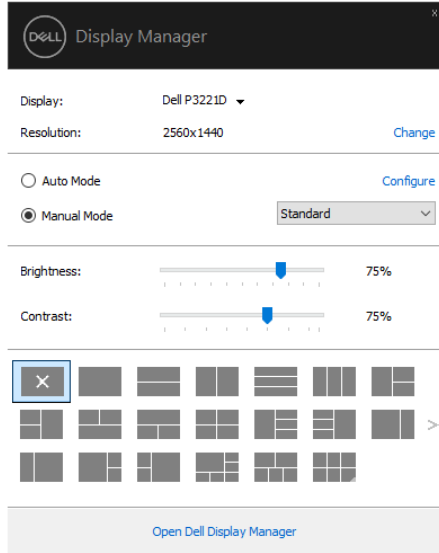 DELL Display Manager
Display: Dell P3221D
Resolution: 2560x1440 Change
Auto Mode Configure
Manual Mode Standard
Brightness: 75%
Contrast: 75%
Open Dell Display Manager